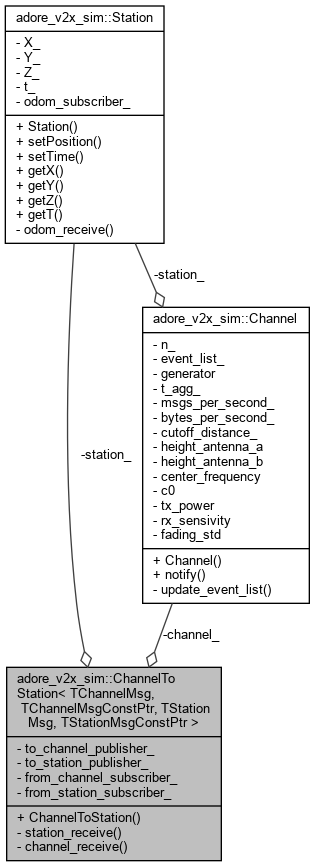 adore_v2x_sim::Station
- X_
- Y_
- Z_
- t_
- odom_subscriber_
+ Station()
+ setPosition()
+ setTime()
+ getX()
+ getY()
+ getZ()
+ getT()
- odom_receive()
-station_
adore_v2x_sim::Channel
- n_
- event_list_
- generator
- t_agg_
- msgs_per_second_
- bytes_per_second_
- cutoff_distance_
- height_antenna_a
- height_antenna_b
- center_frequency
- c0
- tx_power
- rx_sensivity
- fading_std
+ Channel()
+ notify()
- update_event_list()
-station_
-channel_
adore_v2x_sim::ChannelTo
Station< TChannelMsg,
TChannelMsgConstPtr, TStation
Msg, TStationMsgConstPtr >
- to_channel_publisher_
- to_station_publisher_
- from_channel_subscriber_
- from_station_subscriber_
+ ChannelToStation()
- station_receive()
- channel_receive()